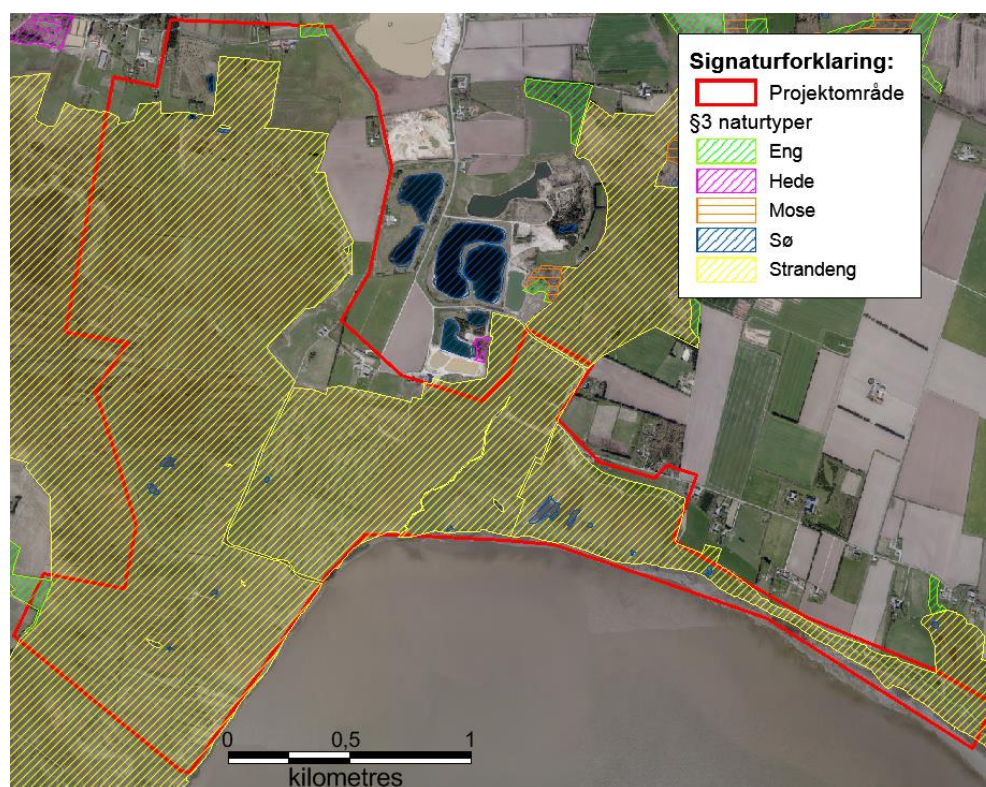 Signaturforklaring:
Projektområde
§3 naturtyper
Eng
Hede
Mose
Sø
Strandeng
0 0,5 1
kilometres